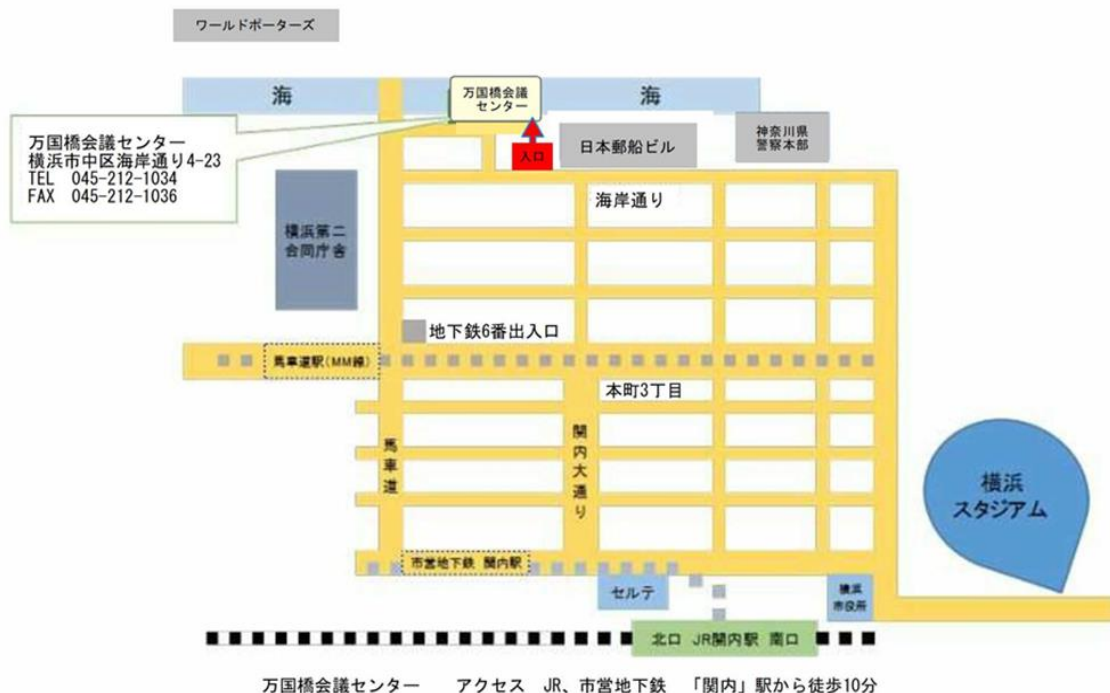 ワールドポーターズ
海
万国橋会議
センター
海
万国橋会議センター
横浜市中区海岸通り4-23
TEL 045-212-1034
FAX 045-212-1036
入口
日本郵船ビル
神奈川県
警察本部
海岸通り
横浜第二
合同庁舎
地下鉄6番出入口
馬車道駅(MM線)
本町3丁目
馬車道
関内大通り
横浜
スタジアム
市営地下鉄 関内駅
セルテ
横浜
市役所
北口 JR関内駅 南口
万国橋会議センター アクセス JR、市営地下鉄 「関内」駅から徒歩10分